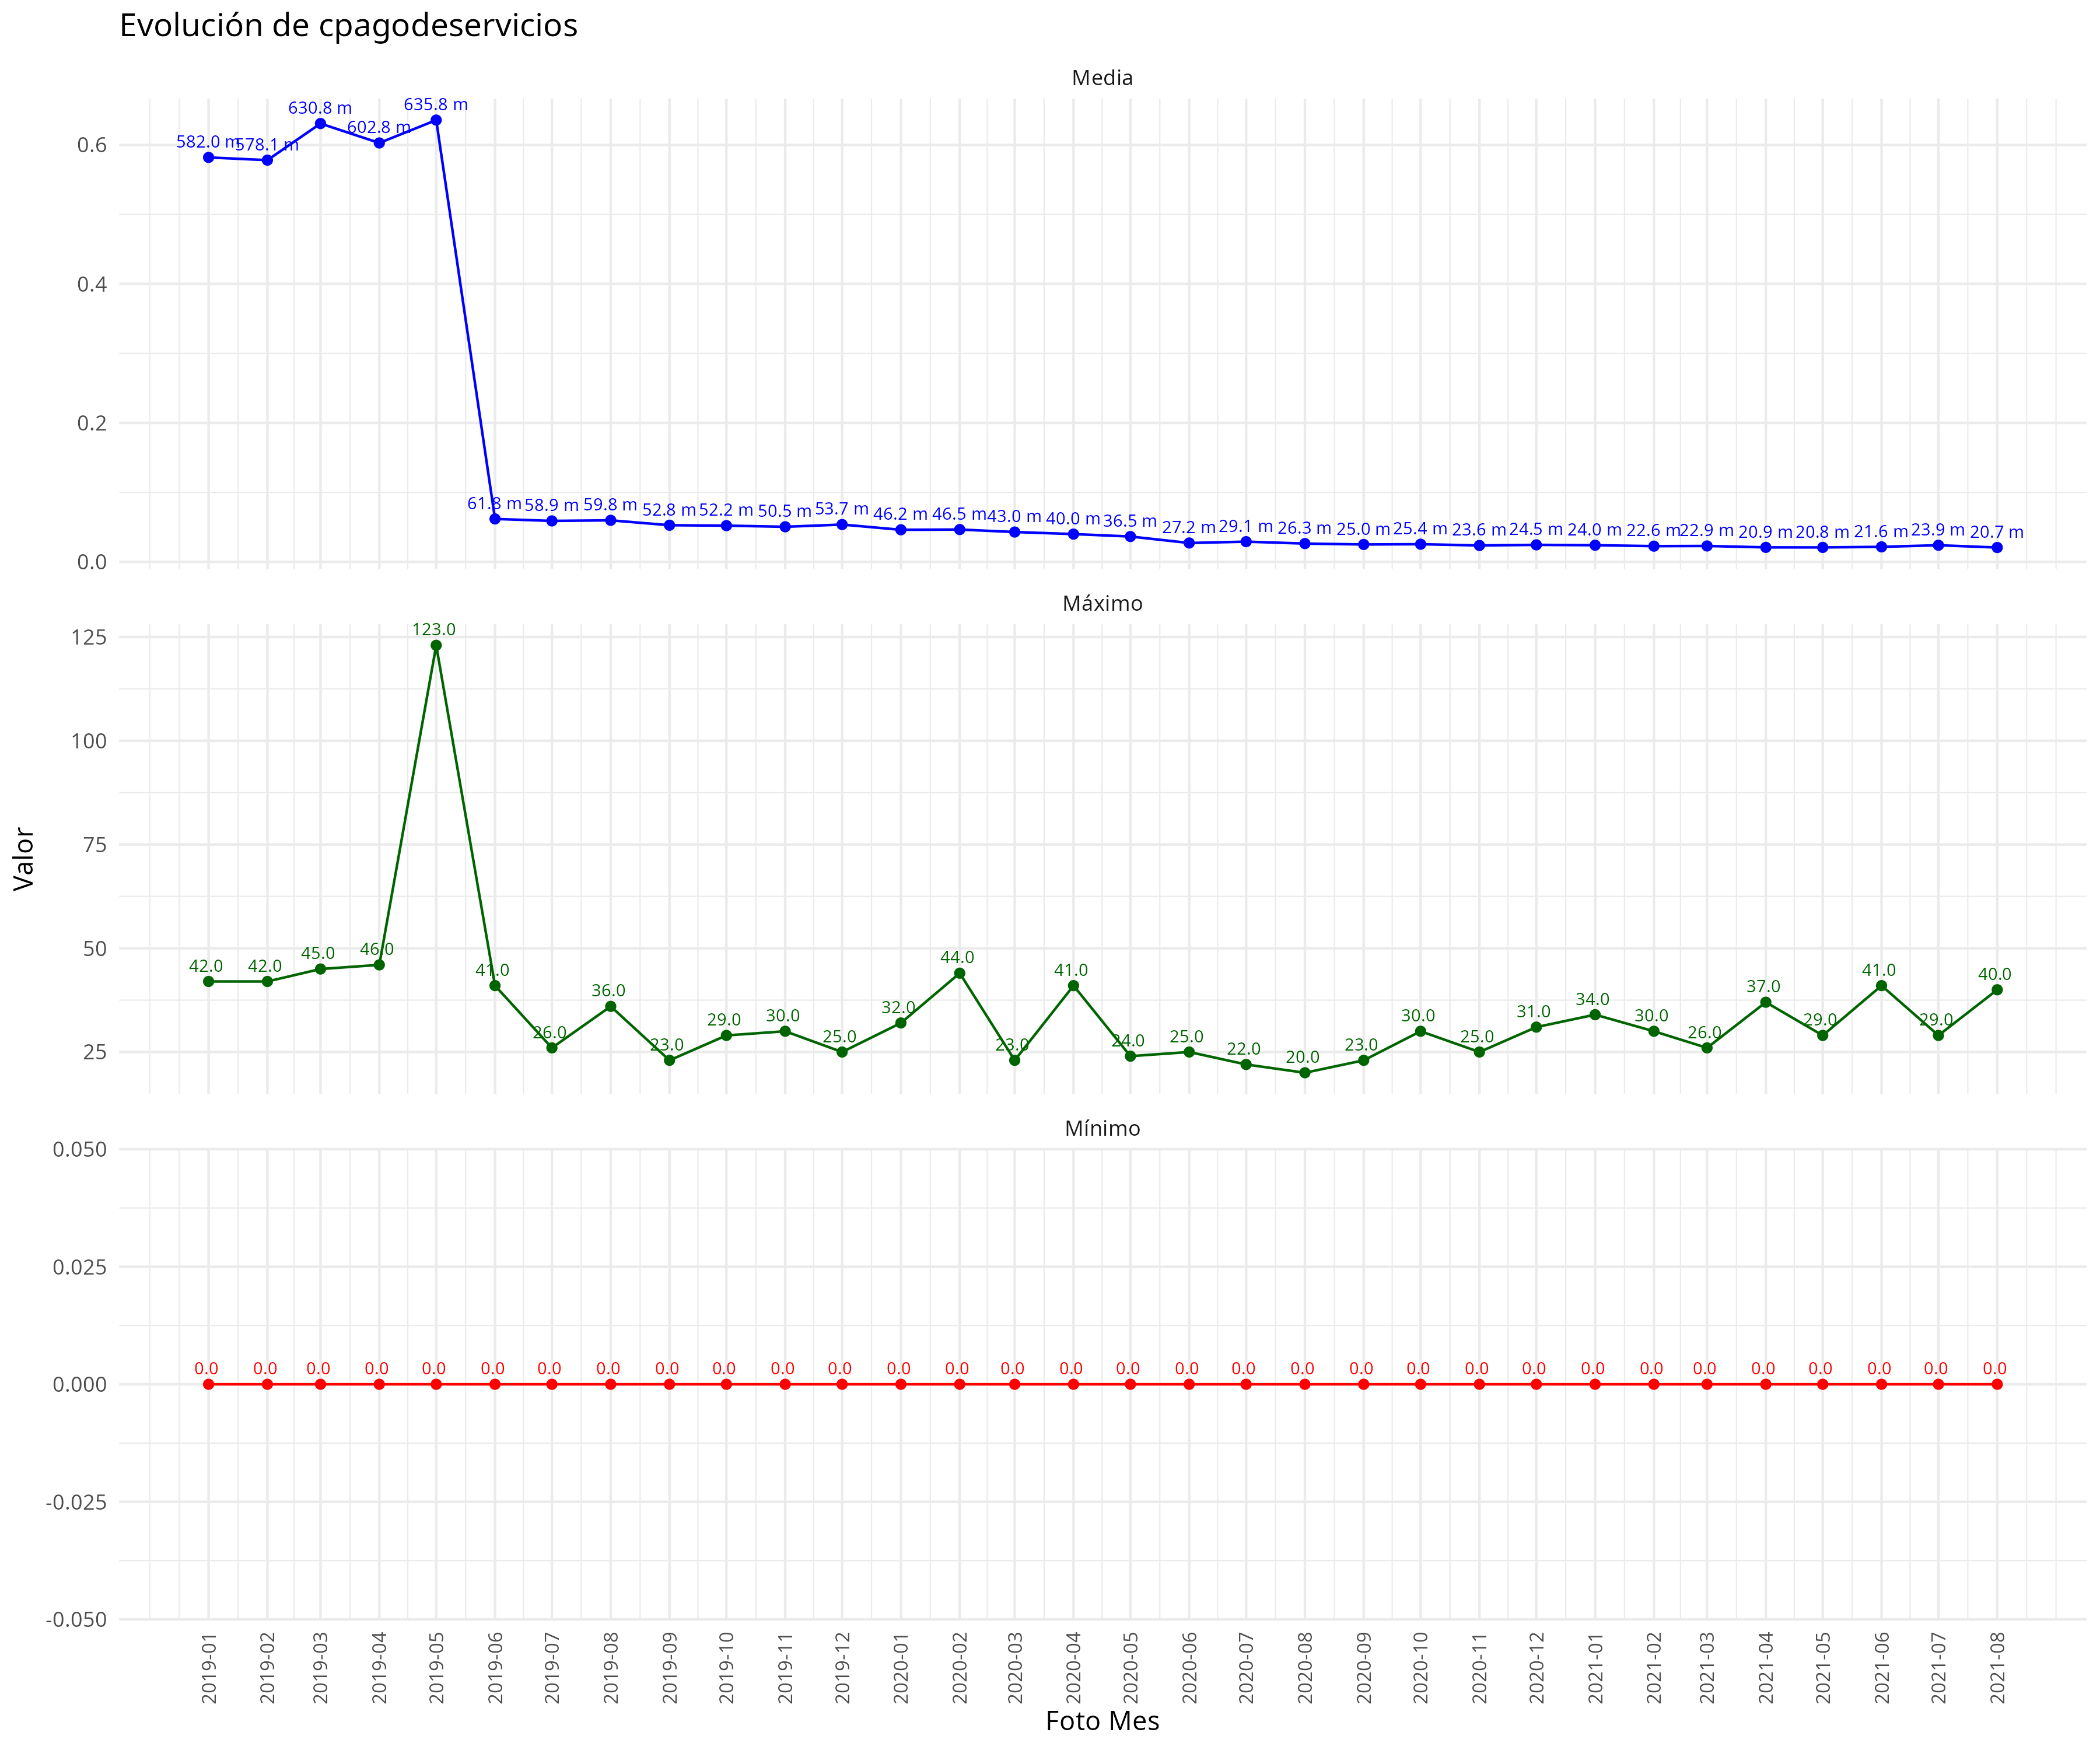 Evolución de cpagodeservicios
Media
0.6
0.4
0.2
0.0
582.0 m 578.1 m 630.8 m 602.8 m 635.8 m 61.8 m 58.9 m 59.8 m 52.8 m 52.2 m 50.5 m 53.7 m 46.2 m 46.5 m 43.0 m 40.0 m 36.5 m 27.2 m 29.1 m 26.3 m 25.0 m 25.4 m 23.6 m 24.5 m 24.0 m 22.6 m 22.9 m 20.9 m 20.8 m 21.6 m 23.9 m 20.7 m
Máximo
125
100
75
50
25
42.0 42.0 45.0 46.0 123.0 41.0 26.0 36.0 23.0 29.0 30.0 25.0 32.0 44.0 23.0 41.0 24.0 25.0 22.0 20.0 23.0 30.0 25.0 31.0 34.0 30.0 26.0 37.0 29.0 41.0 29.0 40.0
Valor
Mínimo
0.050
0.025
0.000
-0.025
-0.050
0.0 0.0 0.0 0.0 0.0 0.0 0.0 0.0 0.0 0.0 0.0 0.0 0.0 0.0 0.0 0.0 0.0 0.0 0.0 0.0 0.0 0.0 0.0 0.0 0.0 0.0 0.0 0.0 0.0 0.0 0.0 0.0
2019-01 2019-02 2019-03 2019-04 2019-05 2019-06 2019-07 2019-08 2019-09 2019-10 2019-11 2019-12 2020-01 2020-02 2020-03 2020-04 2020-05 2020-06 2020-07 2020-08 2020-09 2020-10 2020-11 2020-12 2021-01 2021-02 2021-03 2021-04 2021-05 2021-06 2021-07 2021-08
Foto Mes